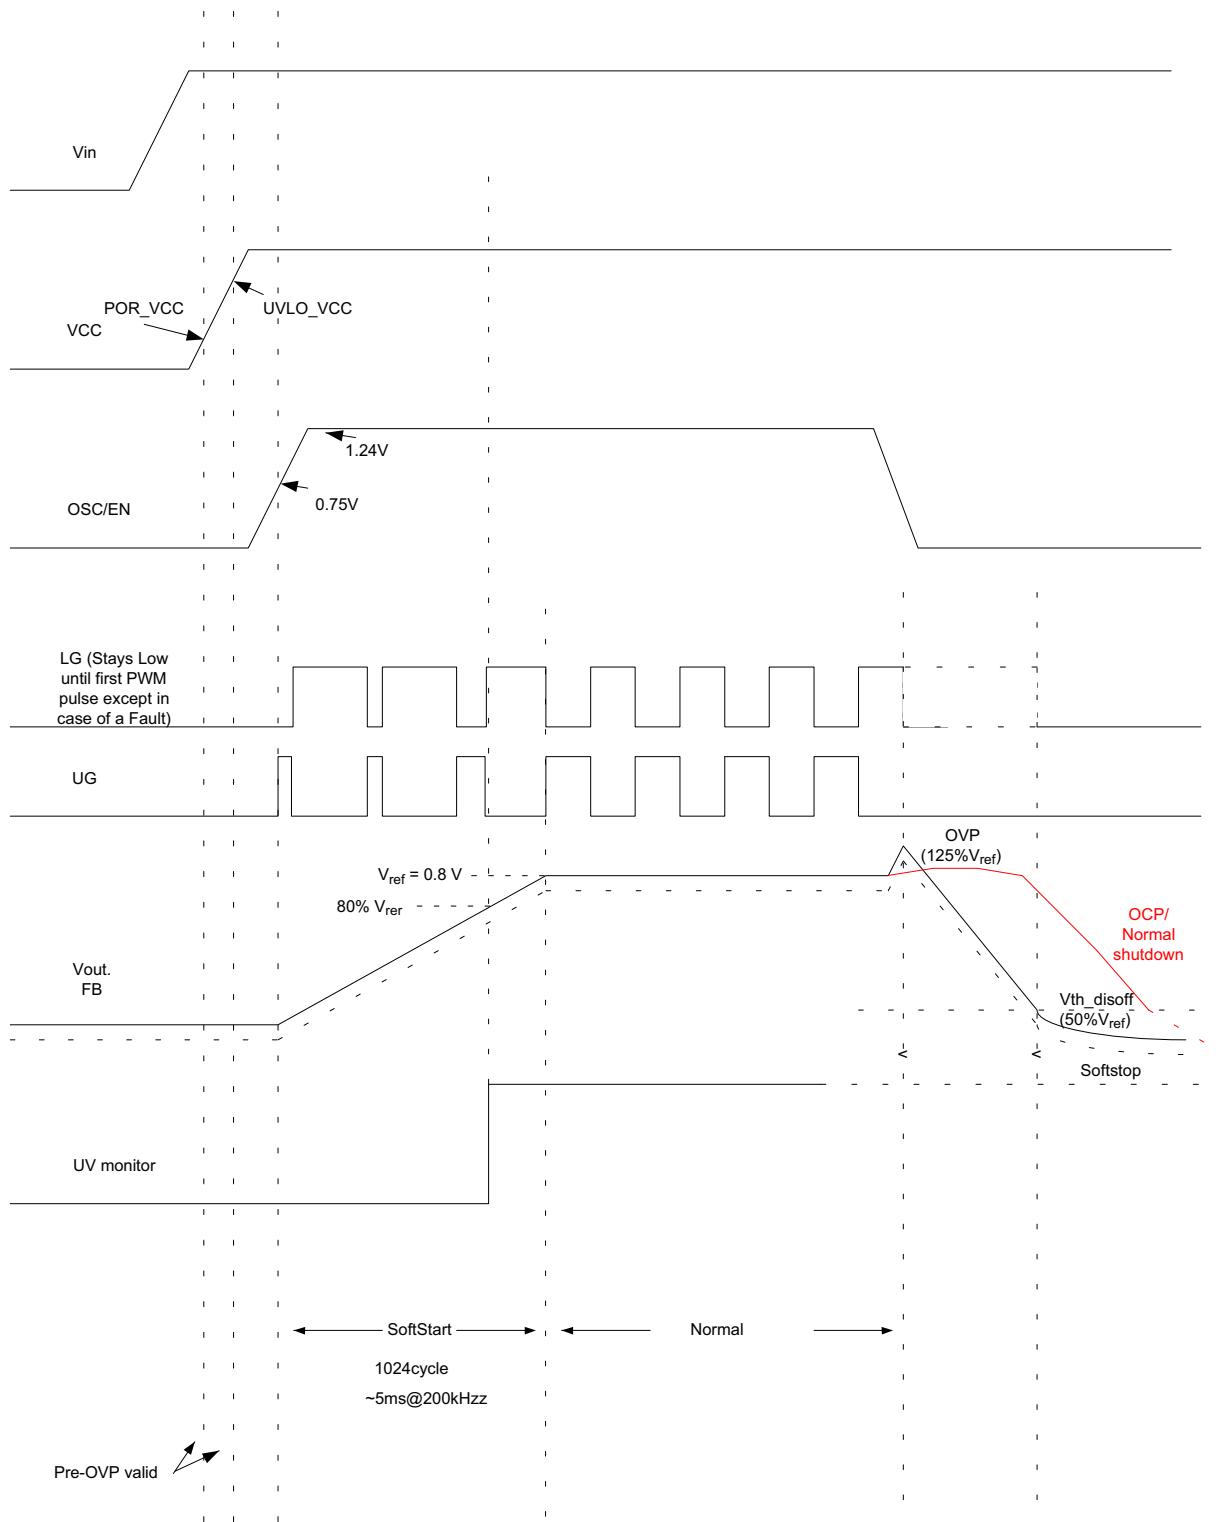 Vin
POR_VCC
UVLO_VCC
VCC
1.24V
0.75V
OSC/EN
LG (Stays Low
until first PWM
pulse except in
case of a Fault)
UG
OVP
(125%Vref)
Vref = 0.8 V
80% Vrer
OCP/
Normal
shutdown
Vout.
FB
Vth_disoff
(50%Vref)
Softstop
UV monitor
SoftStart
Normal
1024cycle
~5ms@200kHzz
Pre-OVP valid